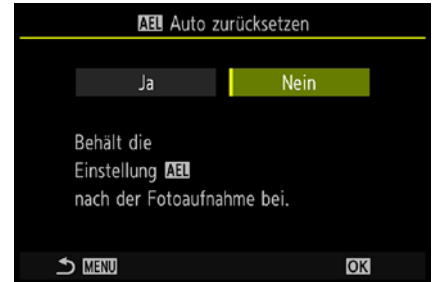 AEL Auto zurücksetzen
Ja Nein
Behält die
Einstellung AEL
nach der Fotoaufnahme bei.
MENU OK